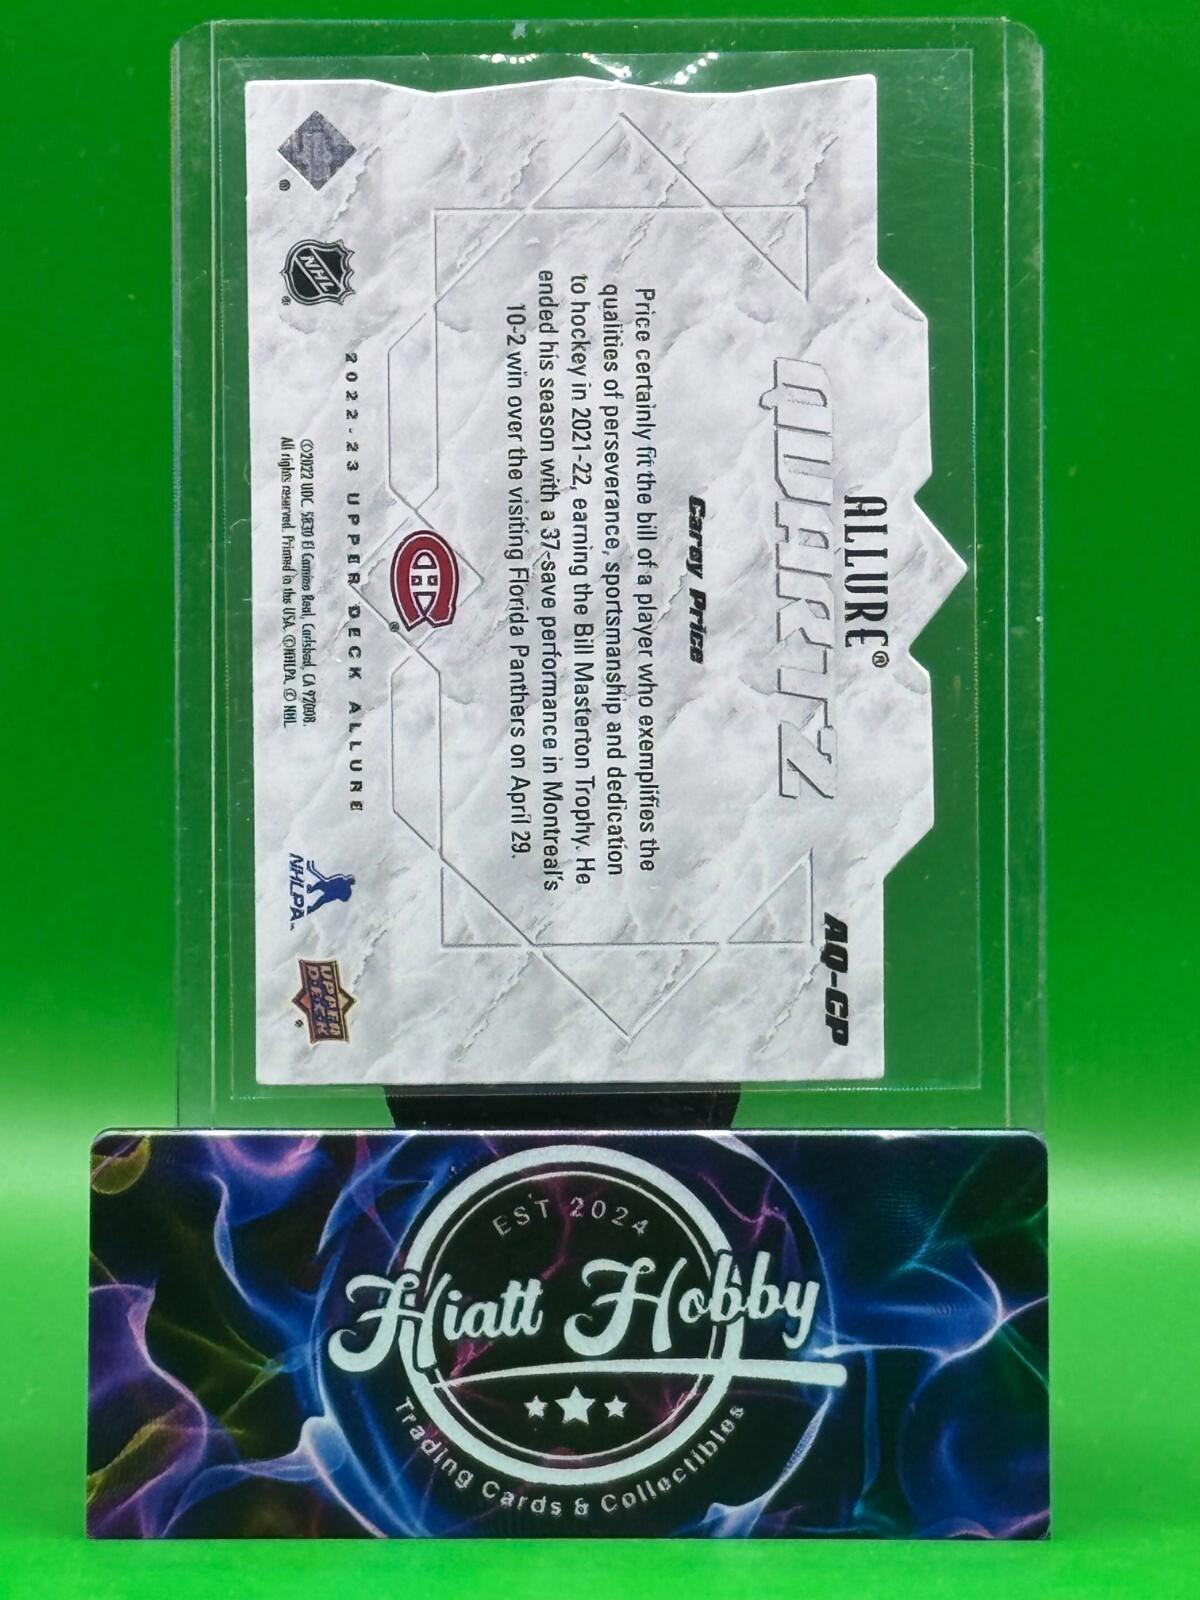 ALLURE®
QUARTZ
AQ-CP
Carey Price
Price certainly fit the bill of a player who exemplifies the
qualities of perseverance, sportsmanship and dedication
to hockey in 2021-22, earning the Bill Masterton Trophy. He
ended his season with a 37-save performance in Montreal's
10-2 win over the visiting Florida Panthers on April 29.
CH®
2022-23 UPPER DECK ALLURE
®
NHL®
©2022 UDC. 5830 El Camino Real, Carlsbad, CA 92008.
All rights reserved. Printed in the USA. ©NHLPA. © NHL.
NHLPA™
UPPER
DECK®
EST 2024
Hiatt Hobby
Trading Cards & Collectibles